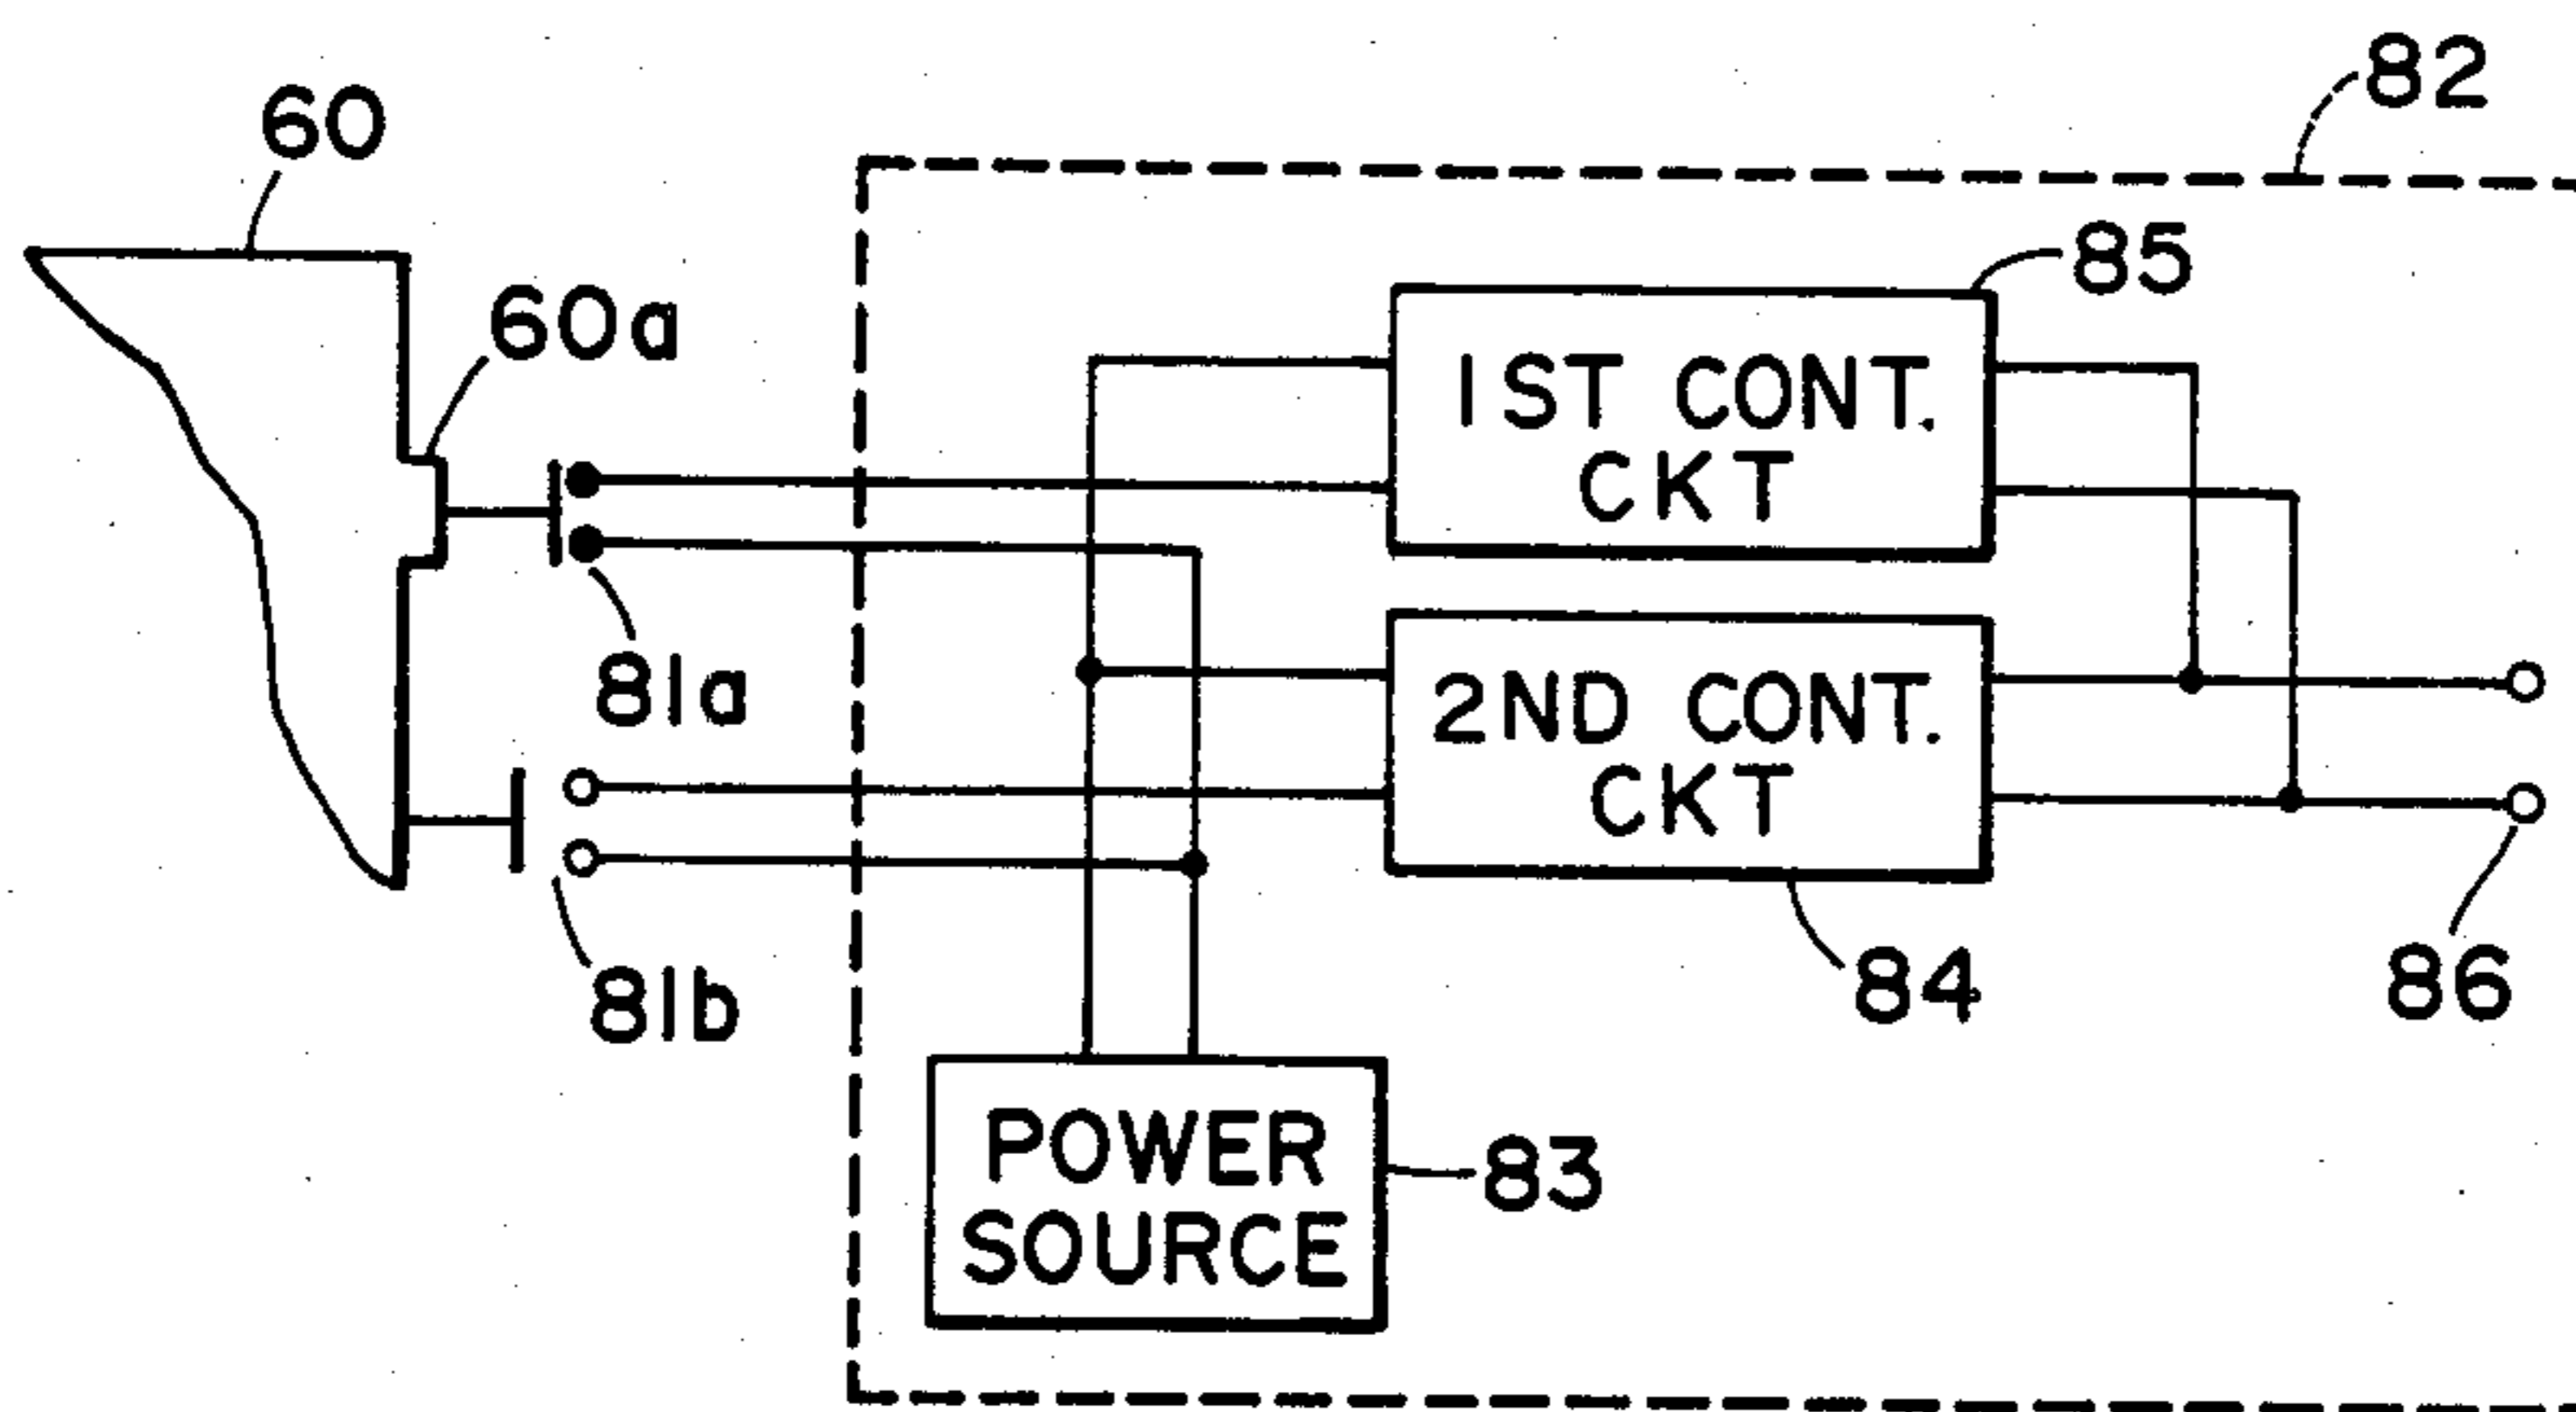 82
60
85
60a
1ST CONT.
CKT
81a
2ND CONT.
CKT
81b
84
86
POWER
SOURCE
83